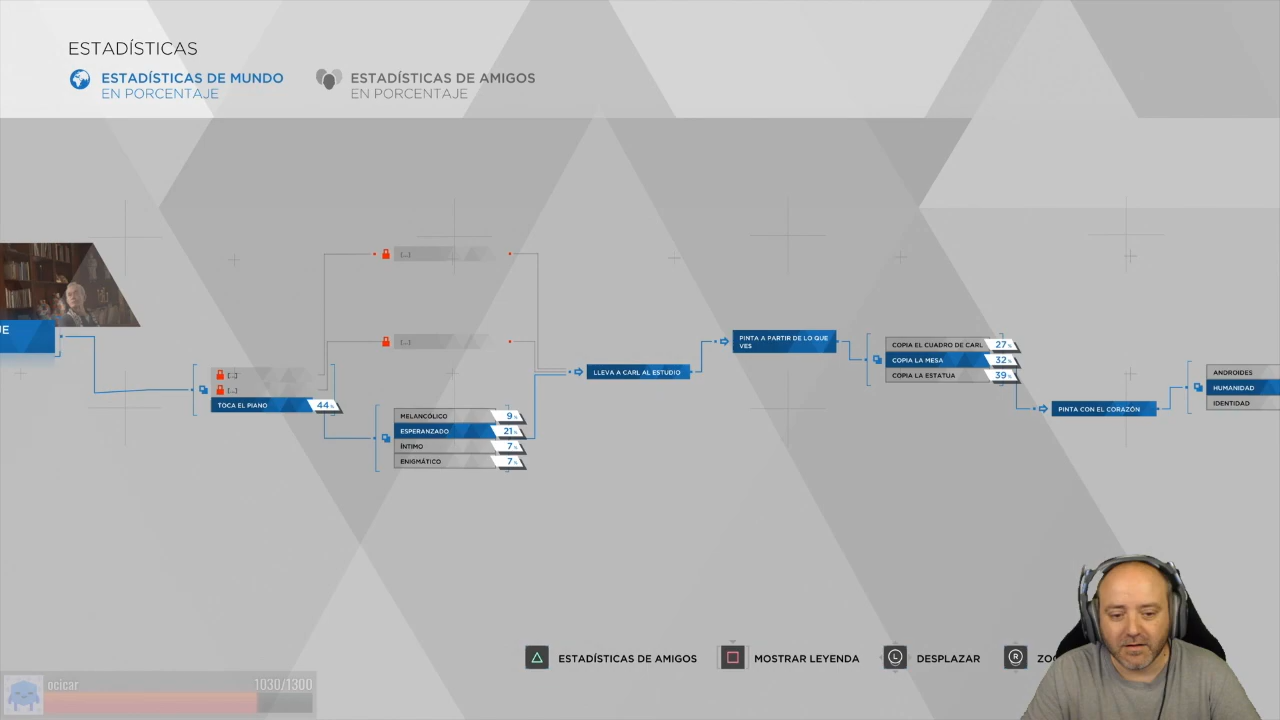 ESTADÍSTICAS
ESTADÍSTICAS DE MUNDO
EN PORCENTAJE
ESTADÍSTICAS DE AMIGOS
EN PORCENTAJE
[...]
[...]
[...]
[...]
TOCA EL PIANO 44%
MELANCÓLICO 9%
ESPERANZADO 21%
ÍNTIMO 7%
ENIGMÁTICO 7%
LLEVA A CARL AL ESTUDIO
PINTA A PARTIR DE LO QUE
VES
COPIA EL CUADRO DE CARL 27%
COPIA LA MESA 32%
COPIA LA ESTATUA 39%
PINTA CON EL CORAZÓN
ANDROIDES
HUMANIDAD
IDENTIDAD
ESTADÍSTICAS DE AMIGOS
MOSTRAR LEYENDA
L
DESPLAZAR
R
ocicar
1030/1300